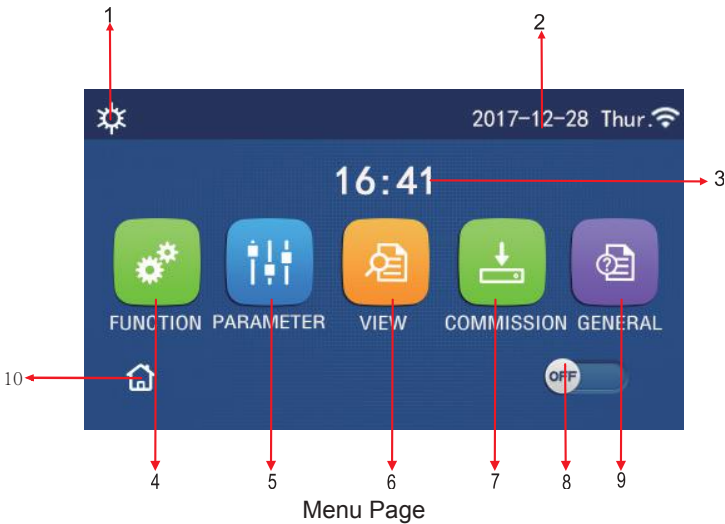 1
2
2017-12-28 Thur.
16:41
3
FUNCTION PARAMETER VIEW COMMISSION GENERAL
10
OFF
4 5 6 7 8 9
Menu Page